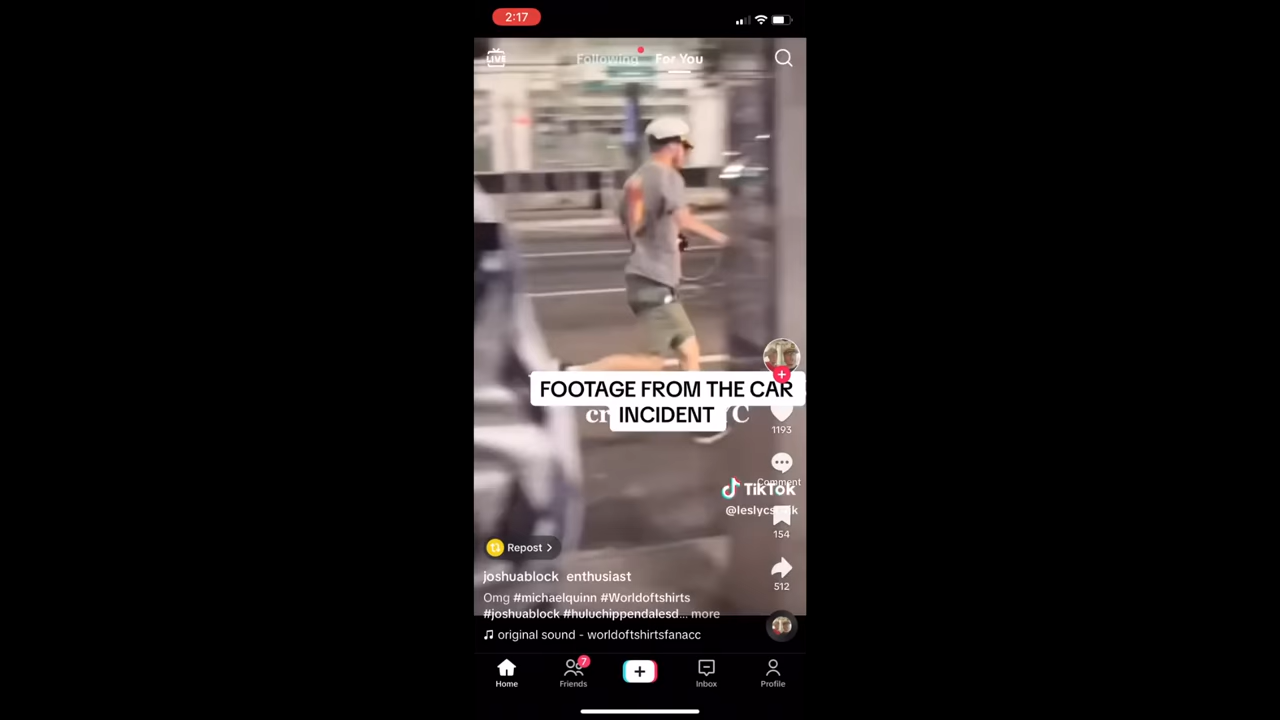 2:17
LIVE
Following
For You
FOOTAGE FROM THE CAR
INCIDENT
1193
Comment
TikTok
154
Repost
512
joshuablock enthusiast
Omg #michaelquinn #Worldoftshirts
#joshuablock #huluchippendalesd... more
original sound - worldoftshirtsfanacc
7
Home
Friends
Inbox
Profile